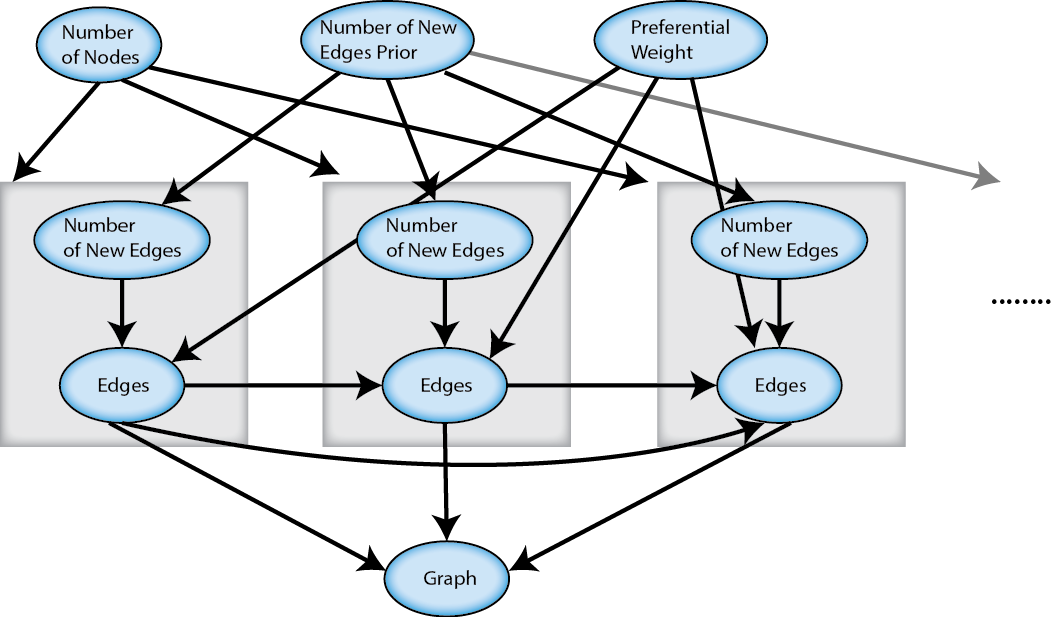 Number
of Nodes
Number of New
Edges Prior
Preferential
Weight
Number
of New Edges
Number
of New Edges
Number
of New Edges
........
Edges
Edges
Edges
Graph